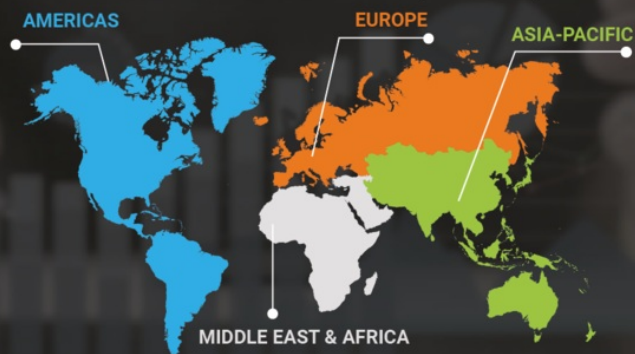 AMERICAS
EUROPE
ASIA-PACIFIC
MIDDLE EAST & AFRICA